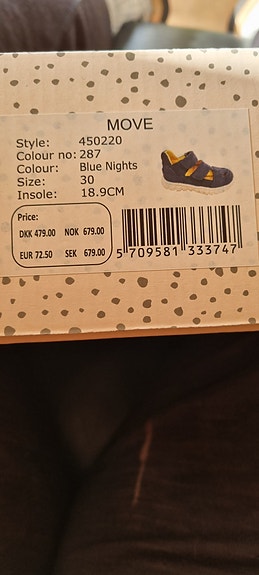 MOVE
Style: 450220
Colour no: 287
Colour: Blue Nights
Size: 30
Insole: 18.9CM
Price:
DKK 479.00 NOK 679.00
EUR 72.50 SEK 679.00
5 709581 333747